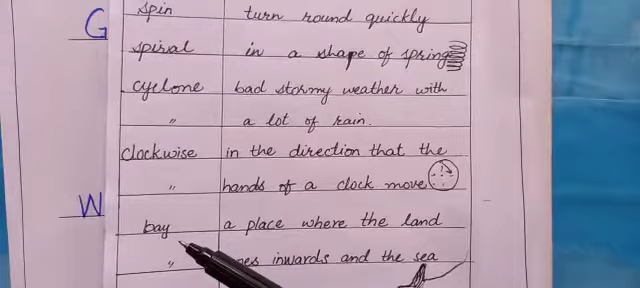 G
spin turn round quickly
spiral in a shape of spring
cyclone bad stormy weather with
" a lot of rain.
clockwise in the direction that the
" hands of a clock move
W
bay a place where the land
" inwards and the sea